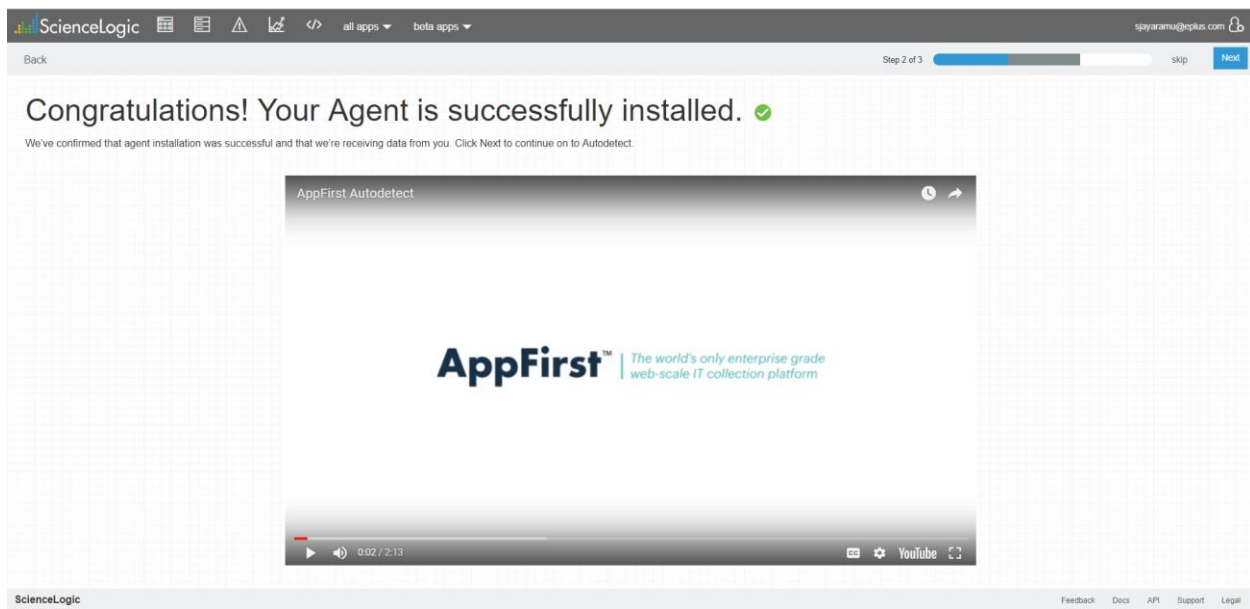 ScienceLogic </> all apps beta apps sjayaramu@eplus.com
Back Step 2 of 3 skip Next
Congratulations! Your Agent is successfully installed.
We've confirmed that agent installation was successful and that we're receiving data from you. Click Next to continue on to Autodetect.
AppFirst Autodetect
AppFirst™ | The world's only enterprise grade
web-scale IT collection platform
0:02 / 2:13 CC YouTube
ScienceLogic Feedback Docs API Support Legal